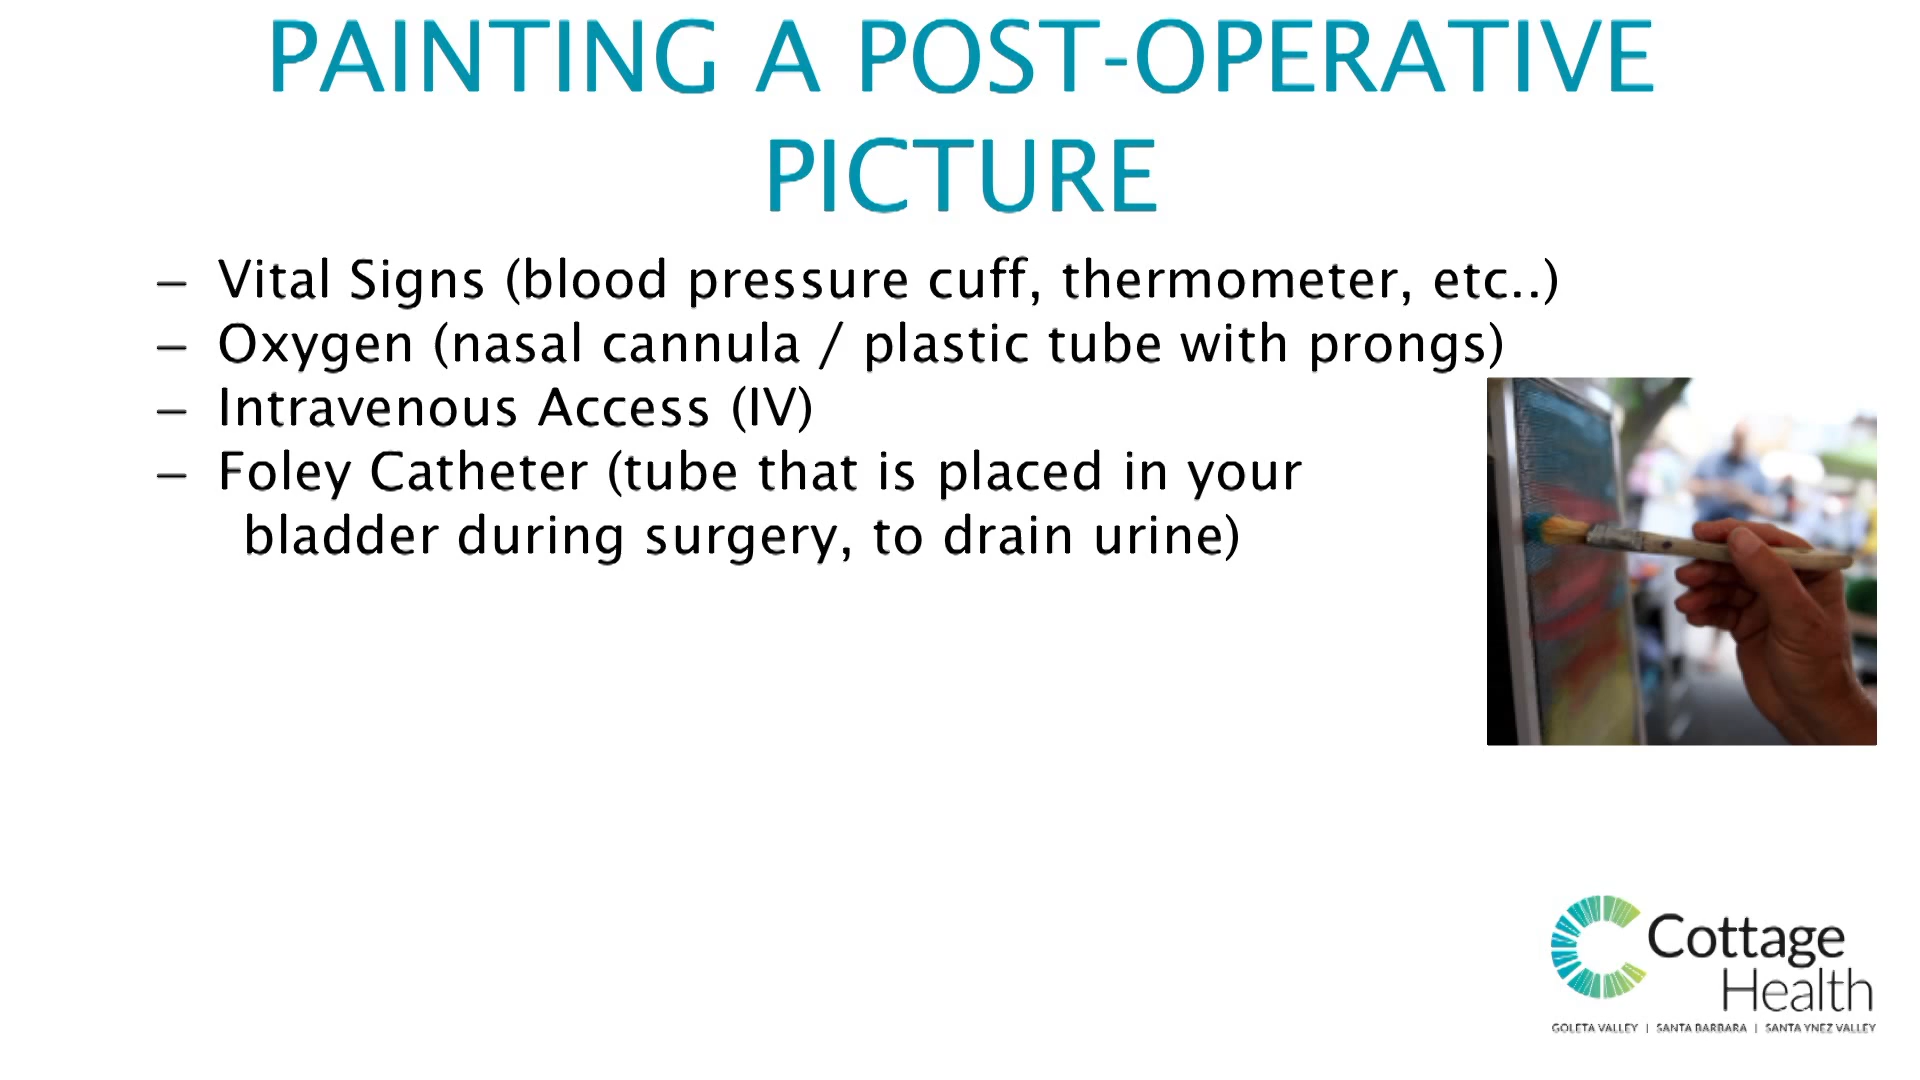 PAINTING A POST-OPERATIVE
PICTURE
– Vital Signs (blood pressure cuff, thermometer, etc..)
– Oxygen (nasal cannula / plastic tube with prongs)
– Intravenous Access (IV)
– Foley Catheter (tube that is placed in your
bladder during surgery, to drain urine)
Cottage
Health
GOLETA VALLEY | SANTA BARBARA | SANTA YNEZ VALLEY